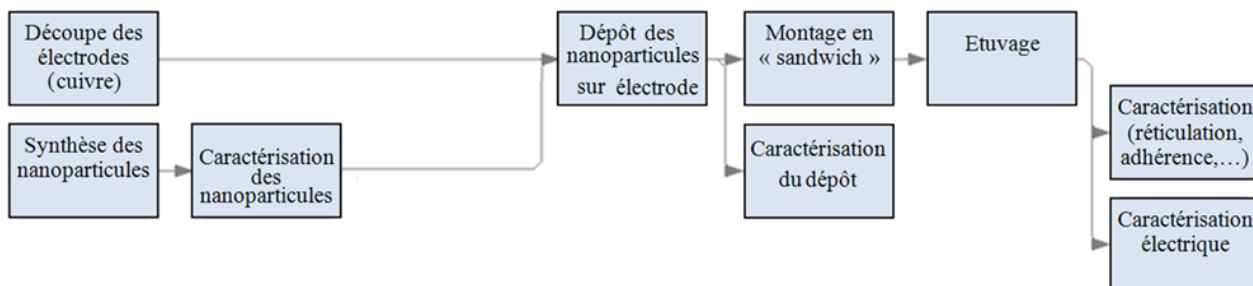 Découpe des
électrodes
(cuivre)
Synthèse des
nanoparticules
Caractérisation
des
nanoparticules
Dépôt des
nanoparticules
sur électrode
Montage en
« sandwich »
Caractérisation
du dépôt
Etuvage
Caractérisation
(réticulation,
adhérence,…)
Caractérisation
électrique